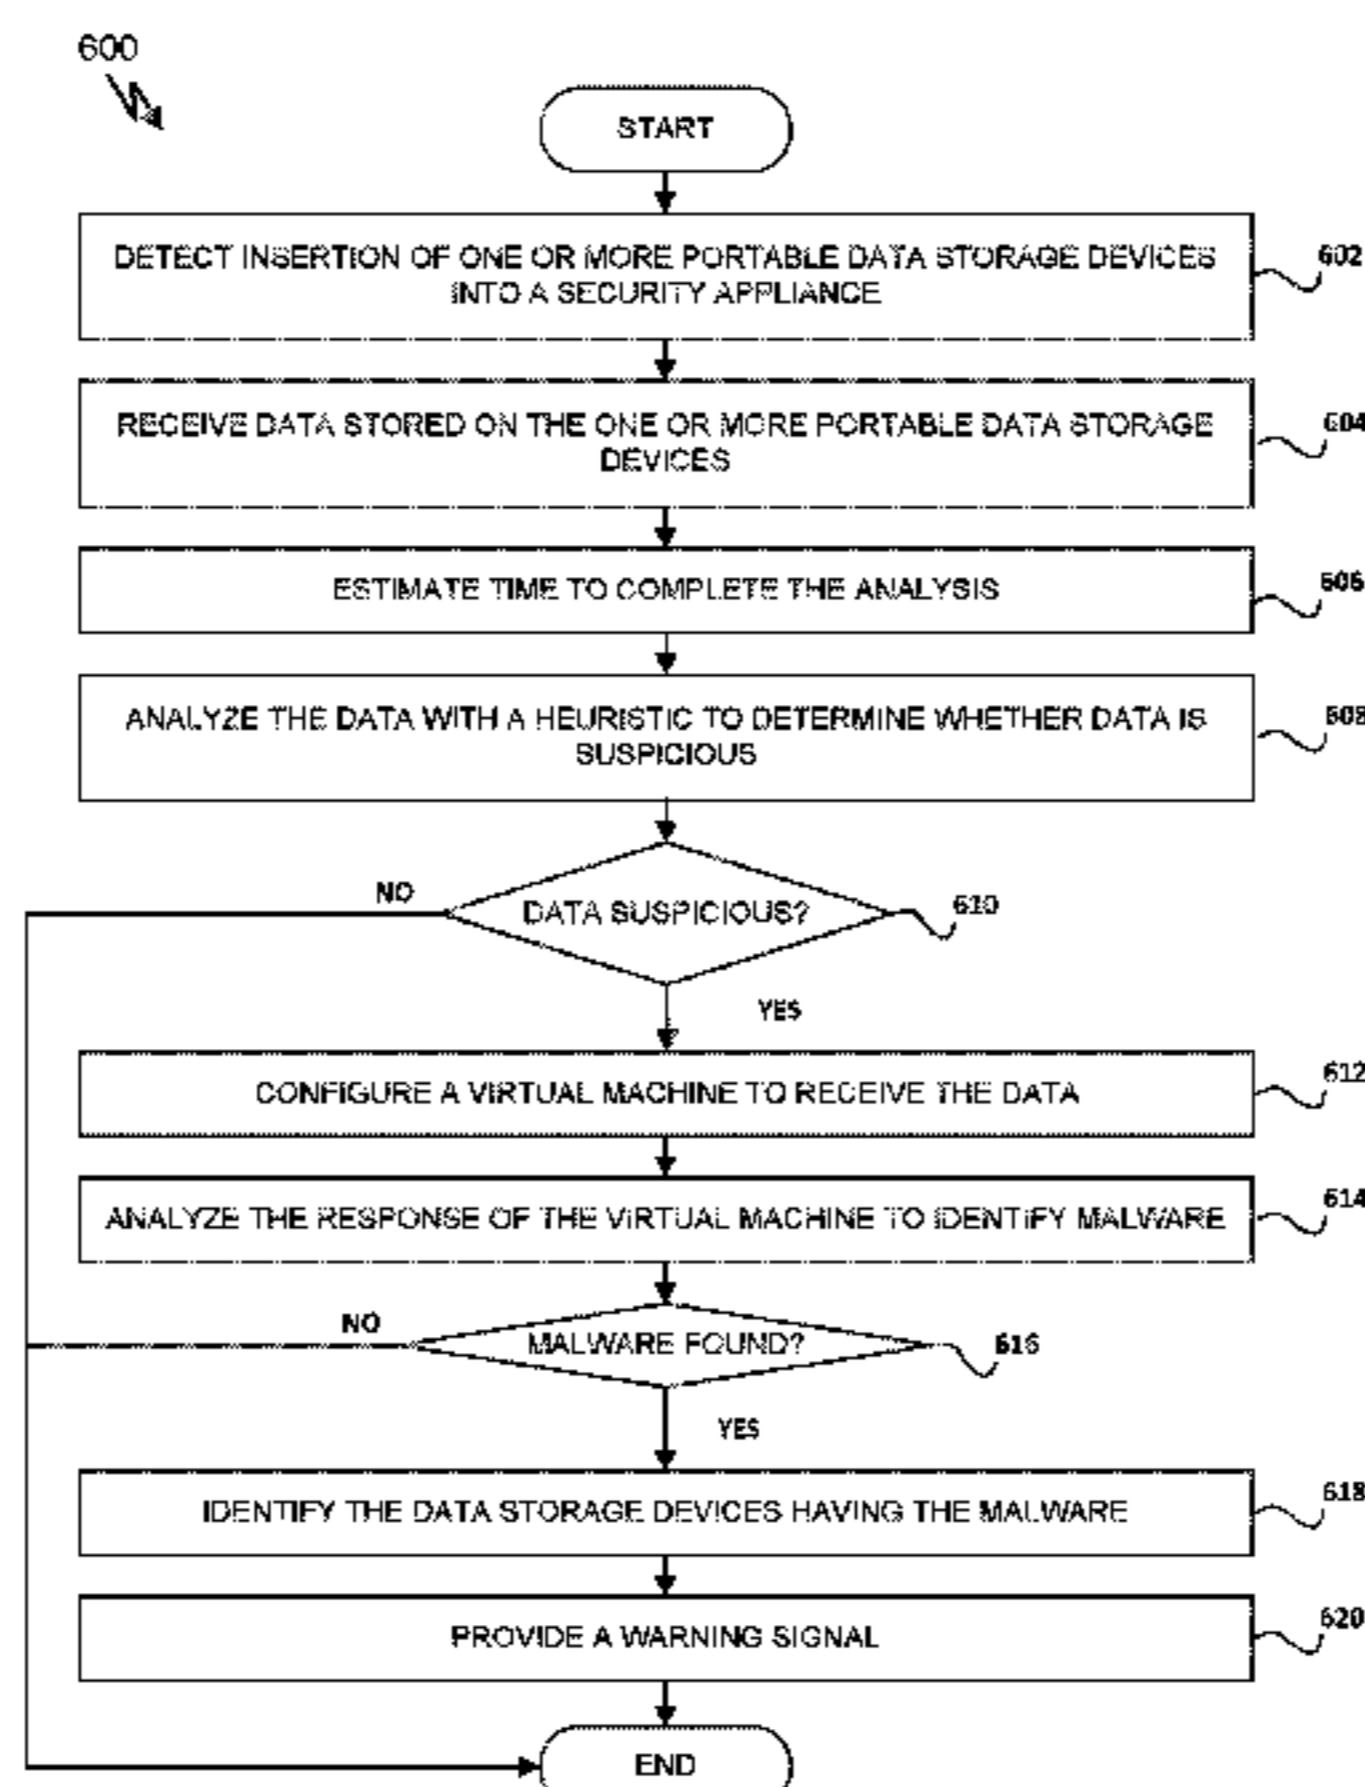 600
START
DETECT INSERTION OF ONE OR MORE PORTABLE DATA STORAGE DEVICES
INTO A SECURITY APPLIANCE
602
RECEIVE DATA STORED ON THE ONE OR MORE PORTABLE DATA STORAGE
DEVICES
604
ESTIMATE TIME TO COMPLETE THE ANALYSIS
606
ANALYZE THE DATA WITH A HEURISTIC TO DETERMINE WHETHER DATA IS
SUSPICIOUS
608
NO
DATA SUSPICIOUS?
610
YES
CONFIGURE A VIRTUAL MACHINE TO RECEIVE THE DATA
612
ANALYZE THE RESPONSE OF THE VIRTUAL MACHINE TO IDENTIFY MALWARE
614
NO
MALWARE FOUND?
616
YES
IDENTIFY THE DATA STORAGE DEVICES HAVING THE MALWARE
618
PROVIDE A WARNING SIGNAL
620
END